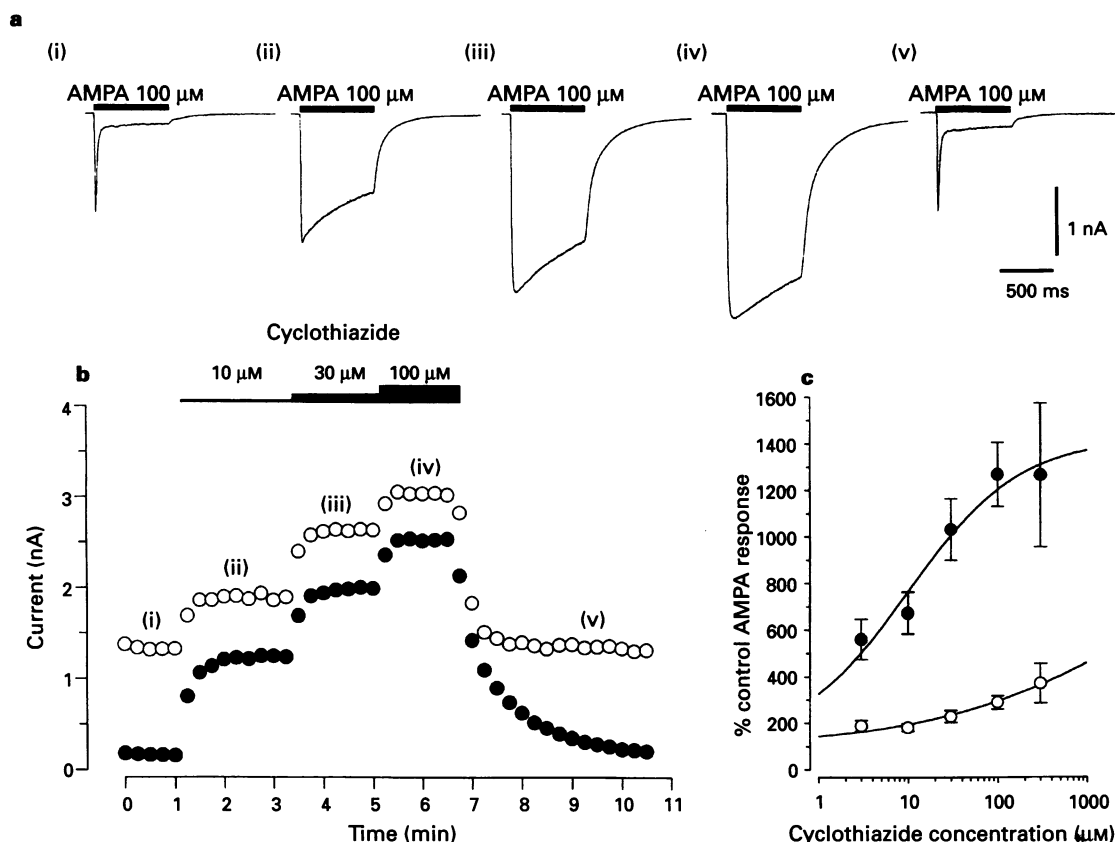 a
(i) (ii) (iii) (iv) (v)
AMPA 100 μM AMPA 100 μM AMPA 100 μM AMPA 100 μM AMPA 100 μM
1 nA
500 ms
Cyclothiazide
b
10 μM 30 μM 100 μM
4
3
2
1
0
Current (nA)
(i)
(ii)
(iii)
(iv)
(v)
0 1 2 3 4 5 6 7 8 9 10 11
Time (min)
c
1600
1400
1200
1000
800
600
400
200
0
% control AMPA response
1 10 100 1000
Cyclothiazide concentration (μM)